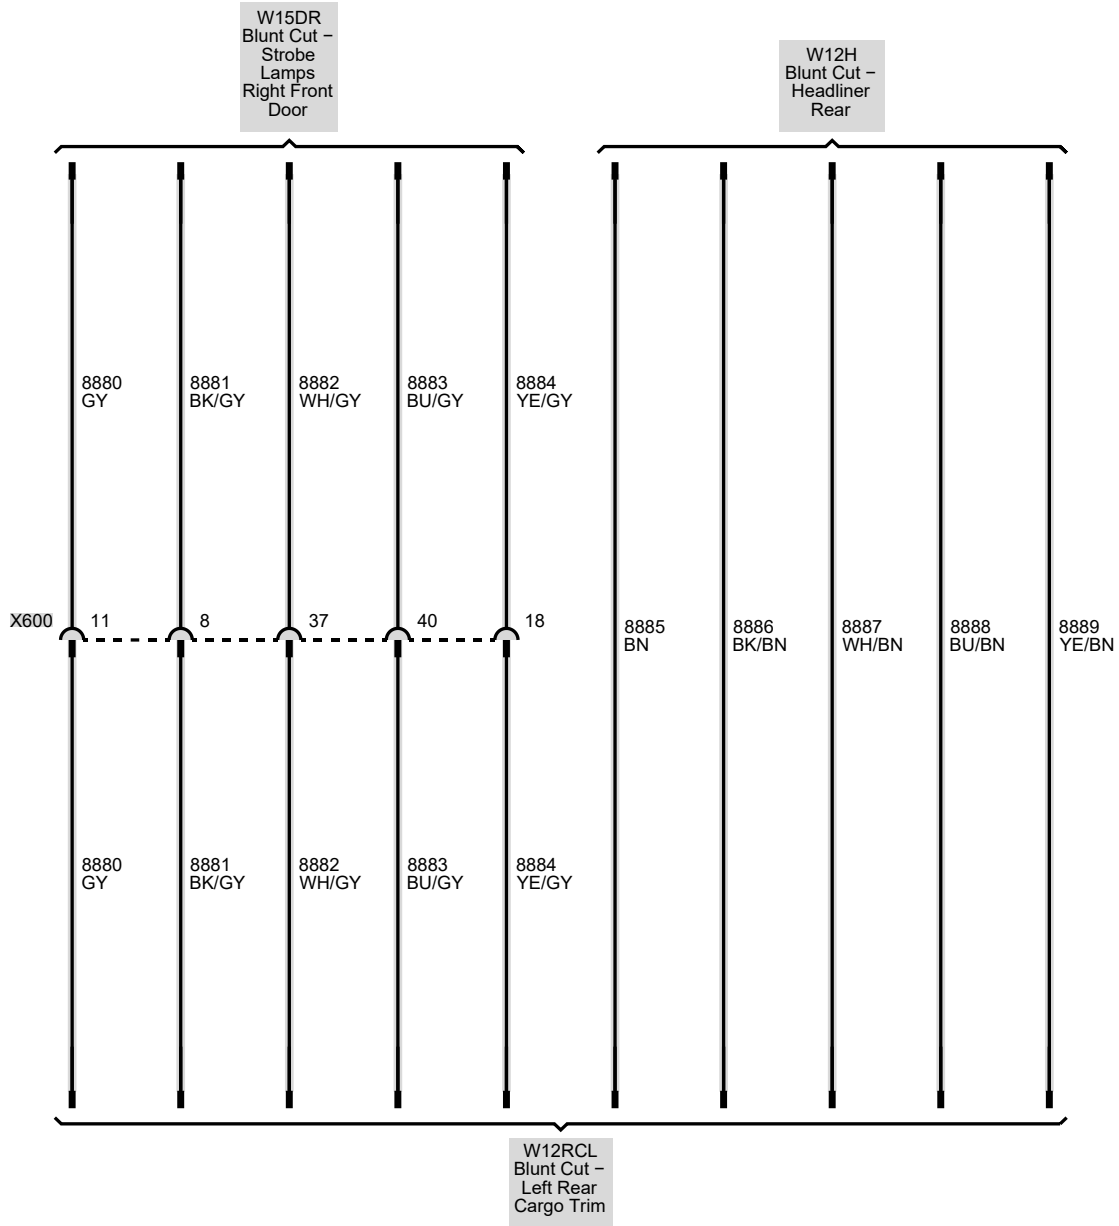 W15DR
Blunt Cut –
Strobe
Lamps
Right Front
Door
W12H
Blunt Cut –
Headliner
Rear
8880
GY
8881
BK/GY
8882
WH/GY
8883
BU/GY
8884
YE/GY
X600
11
8
37
40
18
8885
BN
8886
BK/BN
8887
WH/BN
8888
BU/BN
8889
YE/BN
8880
GY
8881
BK/GY
8882
WH/GY
8883
BU/GY
8884
YE/GY
W12RCL
Blunt Cut –
Left Rear
Cargo Trim